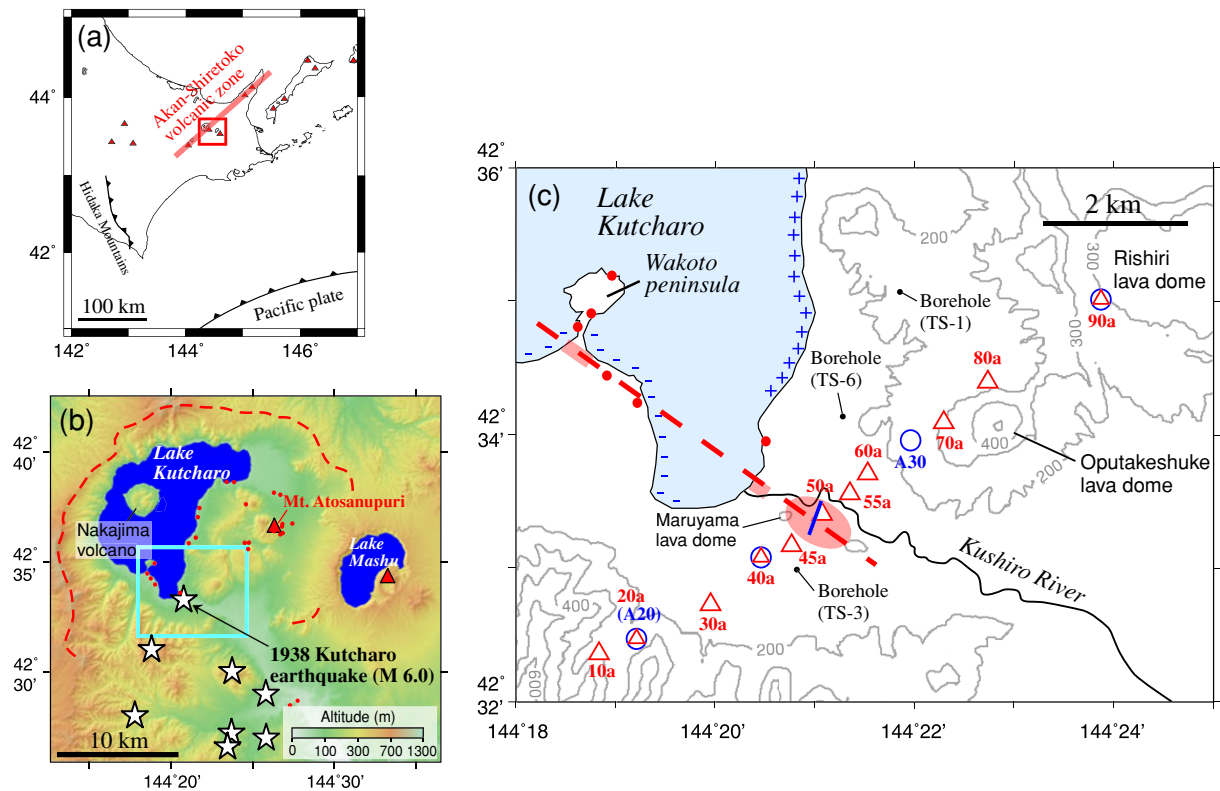 (a)
Akan-Shiretoko
volcanic zone
44˚
42˚
Hidaka Mountains
Pacific plate
100 km
142˚
144˚
146˚
(b)
42˚
40'
42˚
35'
42˚
30'
Lake
Kutcharo
Mt. Atosanupuri
Nakajima
volcano
Lake
Mashu
1938 Kutcharo
earthquake (M 6.0)
Altitude (m)
0 100 300 700 1300
10 km
144˚20'
144˚30'
(c)
42˚
36'
42˚
34'
42˚
32'
Lake
Kutcharo
Wakoto
peninsula
2 km
200
300
Rishiri
lava dome
Borehole
(TS-1)
90a
300
80a
Borehole
(TS-6)
70a
400
A30
60a
200
Oputakeshuke
lava dome
50a
55a
Maruyama
lava dome
45a
40a
Kushiro River
Borehole
(TS-3)
20a
(A20)
400
30a
200
10a
600
144˚18'
144˚20'
144˚22'
144˚24'